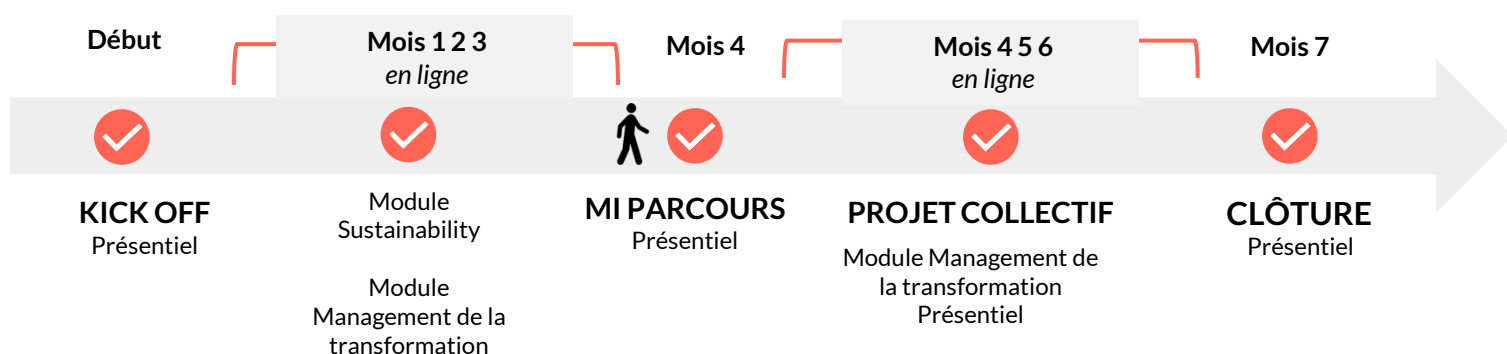 Début
Mois 1 2 3
en ligne
Mois 4
Mois 4 5 6
en ligne
Mois 7
KICK OFF
Présentiel
Module
Sustainability
Module
Management de la
transformation
MI PARCOURS
Présentiel
PROJET COLLECTIF
Module Management de
la transformation
Présentiel
CLÔTURE
Présentiel